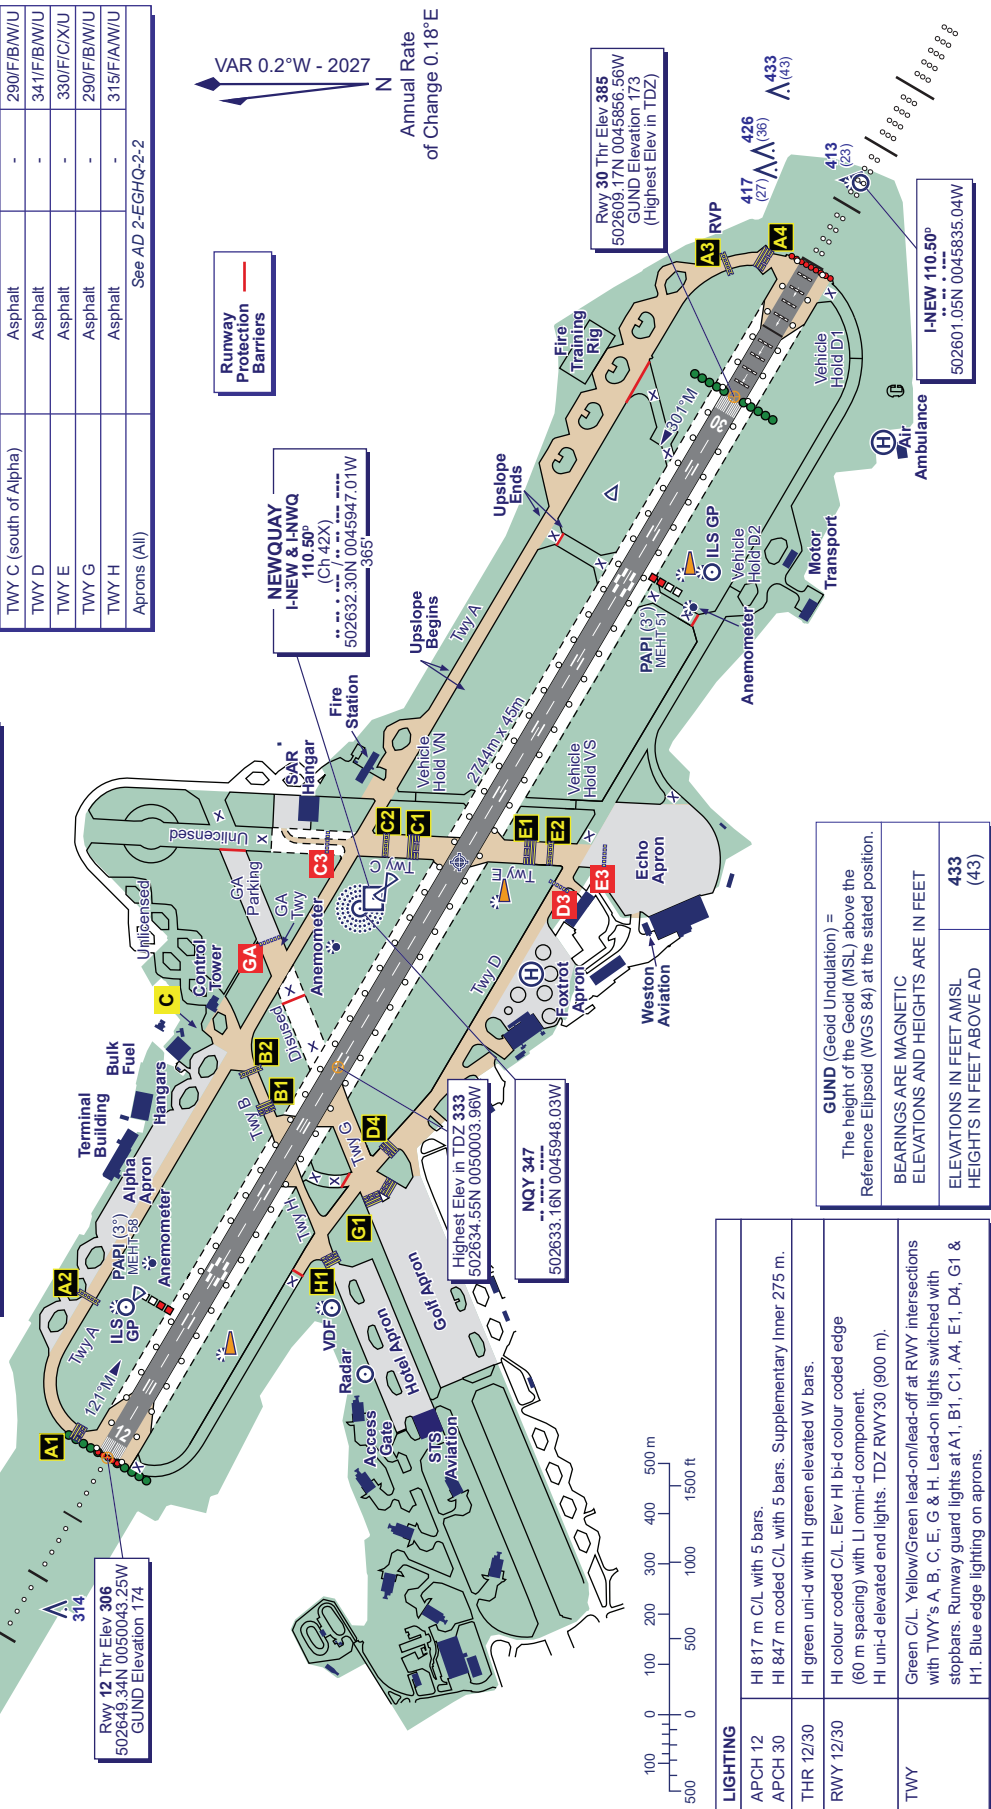 TWY C (south of Alpha) Asphalt - 290/F/B/W/U
TWY D Asphalt - 341/F/B/W/U
TWY E Asphalt - 330/F/C/X/U
TWY G Asphalt - 290/F/B/W/U
TWY H Asphalt - 315/F/A/W/U
Aprons (All) See AD 2-EGHQ-2-2
VAR 0.2°W - 2027
N
Annual Rate
of Change 0.18°E
Runway
Protection
Barriers
NEWQUAY
I-NEW & I-NWQ
110.50ᴰ
(Ch 42X)
502632.30N 0045947.01W
365'
Rwy 30 Thr Elev 385
502609.17N 0045856.56W
GUND Elevation 173
(Highest Elev in TDZ)
417
(27)
426
(36)
433
(43)
413
(23)
I-NEW 110.50ᴰ
502601.05N 0045835.04W
A3
RVP
A4
Fire
Training
Rig
Vehicle
Hold D1
H
Air
Ambulance
C
30
301°M
Upslope
Ends
ILS GP
Vehicle
Hold D2
Motor
Transport
PAPI (3°)
MEHT 51
Anemometer
Twy A
Upslope
Begins
2744m x 45m
Fire
Station
Vehicle
Hold VN
Vehicle
Hold VS
SAR
Hangar
Unlicensed
Unlicensed
C3
C2
C1
Twy C
E1
E2
Twy E
E3
D3
Echo
Apron
GA
Parking
GA
Twy
GA
Anemometer
Control
Tower
C
Disused
Twy D
H
Foxtrot
Apron
Weston
Aviation
Bulk
Fuel
Hangars
Terminal
Building
Alpha
Apron
B2
B1
Twy B
Twy G
D4
Twy H
G1
H1
Highest Elev in TDZ 333
502634.55N 0050003.96W
NQY 347
502633.16N 0045948.03W
Anemometer
PAPI (3°)
MEHT 58
ILS
GP
A2
Twy A
A1
121°M
12
VDF
Radar
Golf Apron
Hotel Apron
Access
Gate
STS
Aviation
314
Rwy 12 Thr Elev 306
502649.34N 0050043.25W
GUND Elevation 174
100 0 100 200 300 400 500 m
500 0 500 1000 1500 ft
GUND (Geoid Undulation) =
The height of the Geoid (MSL) above the
Reference Elipsoid (WGS 84) at the stated position.
BEARINGS ARE MAGNETIC
ELEVATIONS AND HEIGHTS ARE IN FEET
ELEVATIONS IN FEET AMSL 433
HEIGHTS IN FEET ABOVE AD (43)
LIGHTING
APCH 12 HI 817 m C/L with 5 bars.
APCH 30 HI 847 m coded C/L with 5 bars. Supplementary Inner 275 m.
THR 12/30 HI green uni-d with HI green elevated W bars.
RWY 12/30 HI colour coded C/L. Elev HI bi-d colour coded edge
(60 m spacing) with LI omni-d component.
HI uni-d elevated end lights. TDZ RWY30 (900 m).
TWY Green C/L. Yellow/Green lead-on/lead-off at RWY intersections
with TWY's A, B, C, E, G & H. Lead-on lights switched with
stopbars. Runway guard lights at A1, B1, C1, A4, E1, D4, G1 &
H1. Blue edge lighting on aprons.